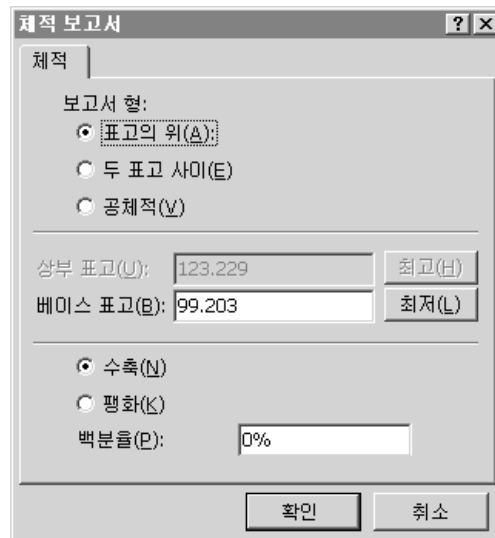 체적 보고서
체적
보고서 형:
표고의 위(A):
두 표고 사이(E)
공체적(V)
상부 표고(U): 123.229 최고(H)
베이스 표고(B): 99.203 최저(L)
수축(N)
팽화(K)
백분율(P): 0%
확인 취소